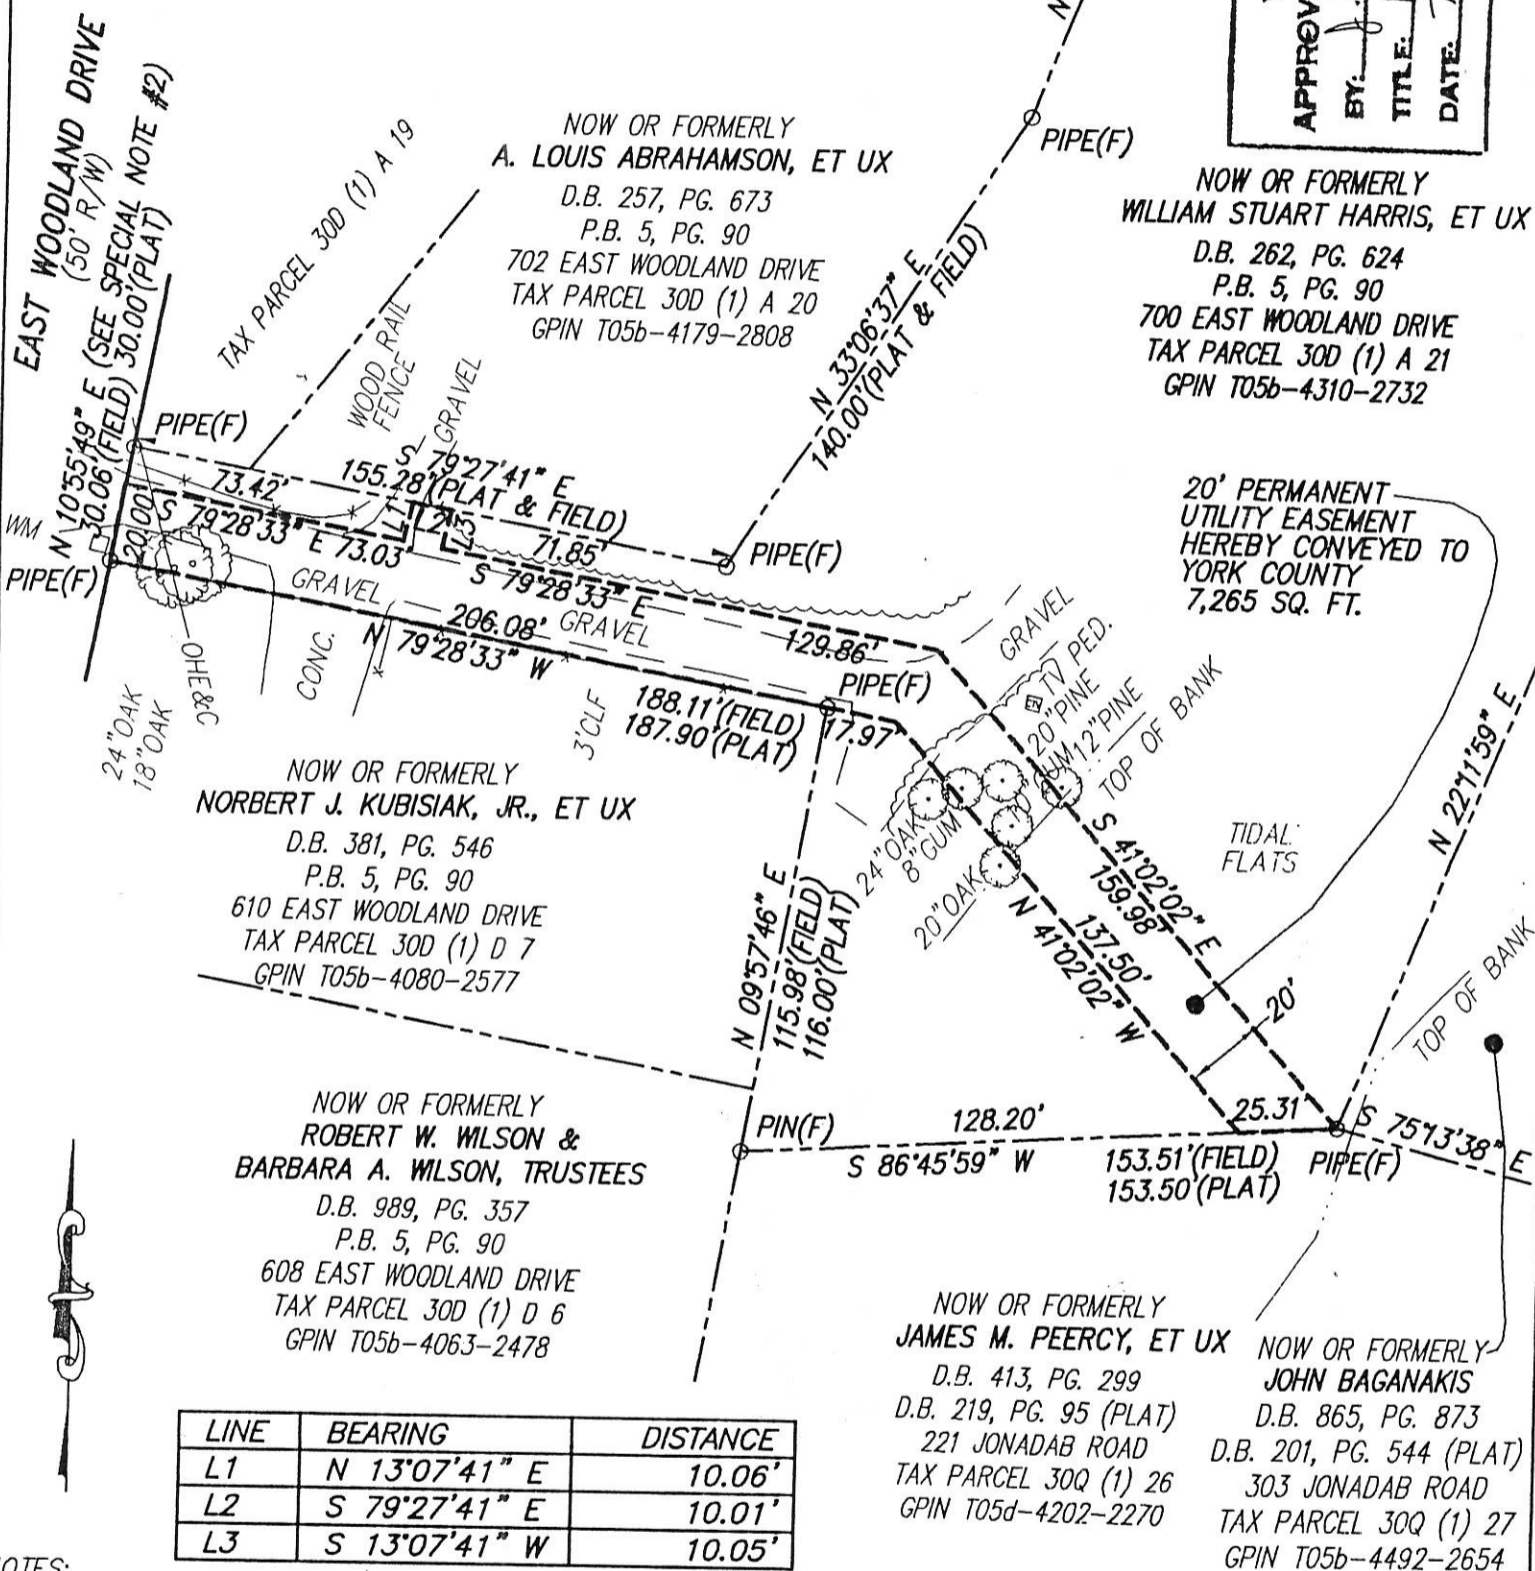 EAST WOODLAND DRIVE
(50' R/W)
N 10°55'49" E (SEE SPECIAL NOTE #2)
30.06'(FIELD) 30.00'(PLAT)
TAX PARCEL 30D (1) A 19
NOW OR FORMERLY
A. LOUIS ABRAHAMSON, ET UX
D.B. 257, PG. 673
P.B. 5, PG. 90
702 EAST WOODLAND DRIVE
TAX PARCEL 30D (1) A 20
GPIN T05b-4179-2808
N
PIPE(F)
N 33°06'37" E
140.00'(PLAT & FIELD)
APPROV
BY:
TITLE:
DATE:
NOW OR FORMERLY
WILLIAM STUART HARRIS, ET UX
D.B. 262, PG. 624
P.B. 5, PG. 90
700 EAST WOODLAND DRIVE
TAX PARCEL 30D (1) A 21
GPIN T05b-4310-2732
20' PERMANENT
UTILITY EASEMENT
HEREBY CONVEYED TO
YORK COUNTY
7,265 SQ. FT.
WOOD RAIL
FENCE
GRAVEL
PIPE(F)
73.42'
S 79°27'41" E
155.28'(PLAT & FIELD)
71.85'
PIPE(F)
WM
PIPE(F)
20.00'
S 79°28'33" E 73.03'
L1
L2
L3
S 79°28'33" E
129.86'
GRAVEL
GRAVEL
206.08'
N 79°28'33" W
188.11'(FIELD)
187.90'(PLAT)
PIPE(F)
17.97'
OHE&C
CONC.
3'CLF
24"OAK
18"OAK
GRAVEL
TV PED.
20"PINE
12"PINE
10"GUM
TOP OF BANK
24"OAK
8"GUM
20"OAK
TIDAL
FLATS
N 22°11'59" E
NOW OR FORMERLY
NORBERT J. KUBISIAK, JR., ET UX
D.B. 381, PG. 546
P.B. 5, PG. 90
610 EAST WOODLAND DRIVE
TAX PARCEL 30D (1) D 7
GPIN T05b-4080-2577
N 09°57'46" E
115.98'(FIELD)
116.00'(PLAT)
S 41°02'02" E
159.98'
137.50'
N 41°02'02" W
20'
TOP OF BANK
NOW OR FORMERLY
ROBERT W. WILSON &
BARBARA A. WILSON, TRUSTEES
D.B. 989, PG. 357
P.B. 5, PG. 90
608 EAST WOODLAND DRIVE
TAX PARCEL 30D (1) D 6
GPIN T05b-4063-2478
PIN(F)
128.20'
25.31'
S 86°45'59" W
153.51'(FIELD)
153.50'(PLAT)
PIPE(F)
S 75°13'38" E
NOW OR FORMERLY
JAMES M. PEERCY, ET UX
D.B. 413, PG. 299
D.B. 219, PG. 95 (PLAT)
221 JONADAB ROAD
TAX PARCEL 30Q (1) 26
GPIN T05d-4202-2270
NOW OR FORMERLY
JOHN BAGANAKIS
D.B. 865, PG. 873
D.B. 201, PG. 544 (PLAT)
303 JONADAB ROAD
TAX PARCEL 30Q (1) 27
GPIN T05b-4492-2654
LINE BEARING DISTANCE
L1 N 13°07'41" E 10.06'
L2 S 79°27'41" E 10.01'
L3 S 13°07'41" W 10.05'
NOTES: